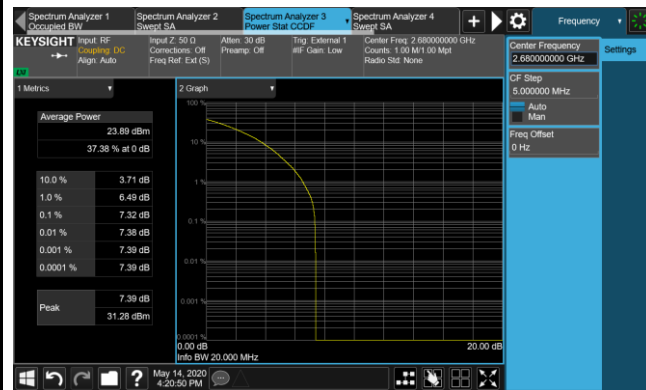 Spectrum Analyzer 1
Occupied BW
Spectrum Analyzer 2
Swept SA
Spectrum Analyzer 3
Power Stat CCDF
Spectrum Analyzer 4
Swept SA
Frequency
KEYSIGHT
Input: RF
Coupling: DC
Align: Auto
Input Z: 50 Ω
Corrections: Off
Freq Ref: Ext (S)
Atten: 30 dB
Preamp: Off
Trig: External 1
#IF Gain: Low
Center Freq: 2.680000000 GHz
Counts: 1.00 M/1.00 Mpt
Radio Std: None
LXI
Center Frequency
2.680000000 GHz
Settings
CF Step
5.000000 MHz
Auto
Man
Freq Offset
0 Hz
1 Metrics
Average Power
23.89 dBm
37.38 % at 0 dB
10.0 % 3.71 dB
1.0 % 6.49 dB
0.1 % 7.32 dB
0.01 % 7.38 dB
0.001 % 7.39 dB
0.0001 % 7.39 dB
Peak
7.39 dB
31.28 dBm
2 Graph
100 %
10 %
1 %
0.1 %
0.01 %
0.001 %
0.0001 %
0.00 dB
20.00 dB
Info BW 20.000 MHz
?
May 14, 2020
4:20:50 PM